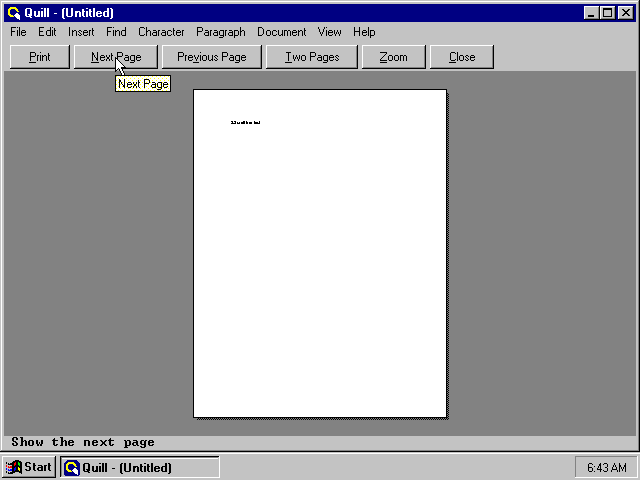 Quill - (Untitled)
File Edit Insert Find Character Paragraph Document View Help
Print Next Page Previous Page Two Pages Zoom Close
Next Page
Show the next page
Start Quill - (Untitled) 6:43 AM